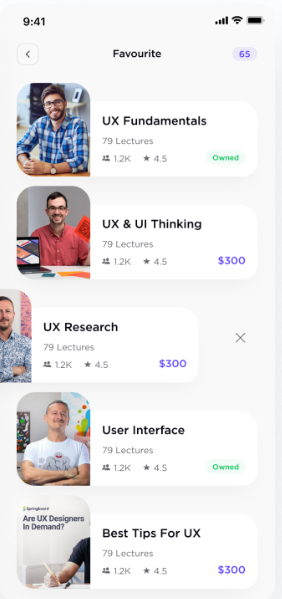 9:41
Favourite
65
UX Fundamentals
79 Lectures
1.2K
4.5
Owned
UX & UI Thinking
79 Lectures
1.2K
4.5
$300
UX Research
79 Lectures
1.2K
4.5
$300
User Interface
79 Lectures
1.2K
4.5
Owned
Springboard
Are UX Designers
In Demand?
Best Tips For UX
79 Lectures
1.2K
4.5
$300